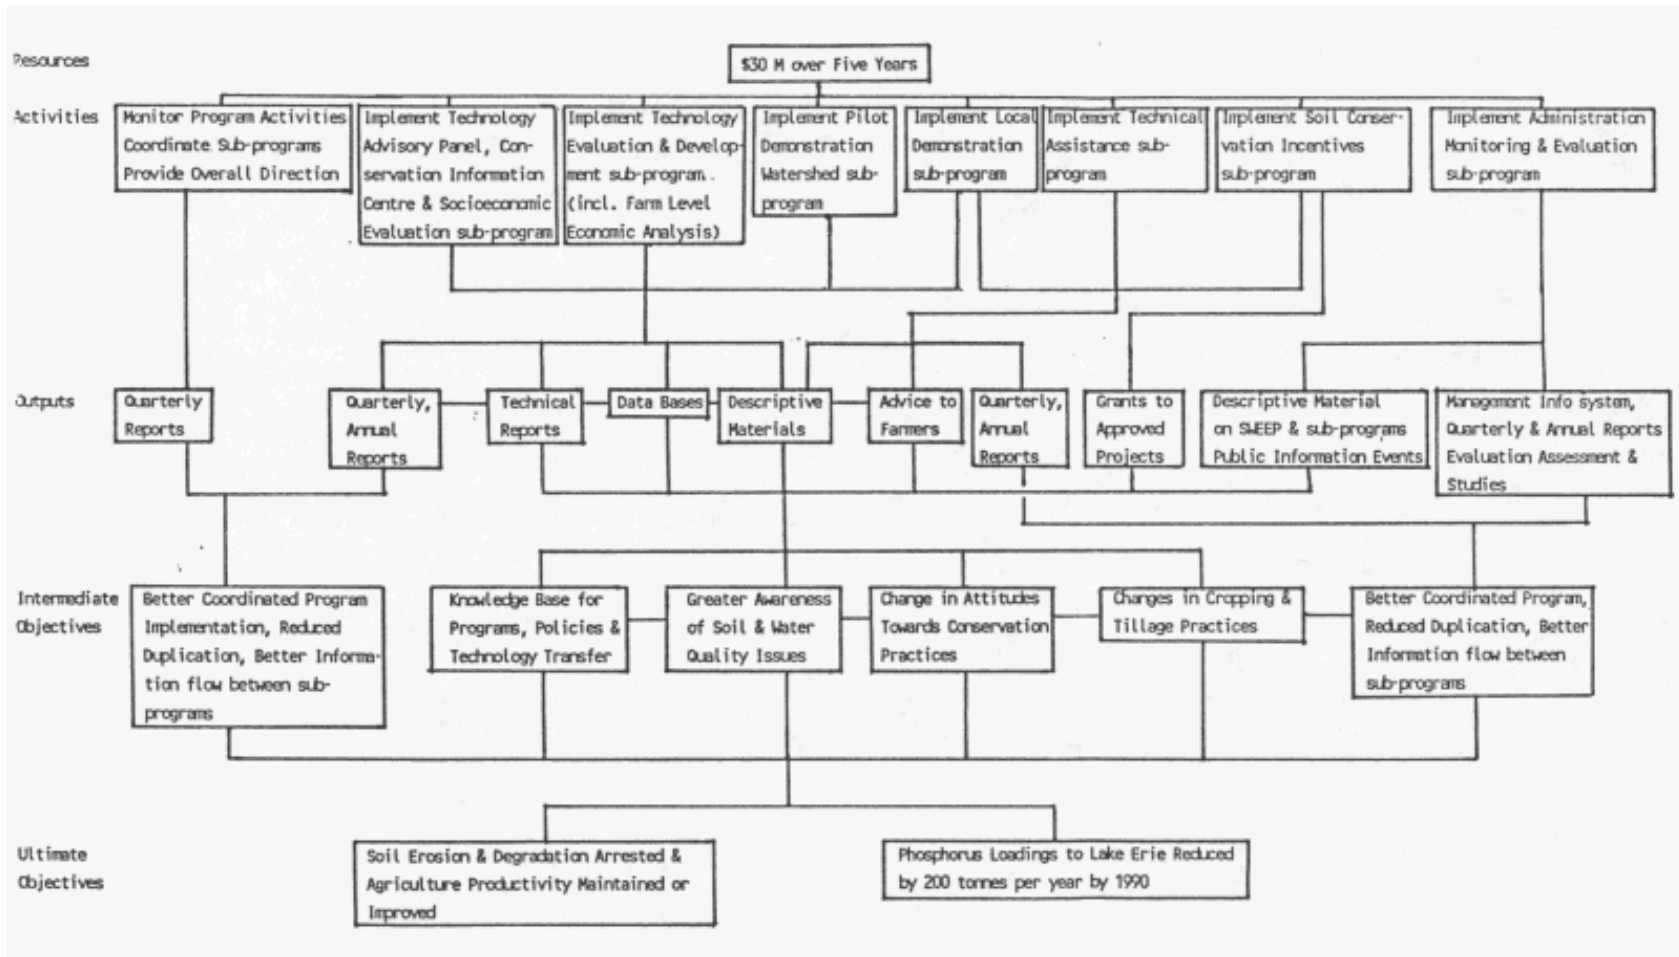 Resources
$30 M over Five Years
Activities
Monitor Program Activities
Coordinate Sub-programs
Provide Overall Direction
Implement Technology
Advisory Panel, Con-
servation Information
Centre & Socioeconomic
Evaluation sub-program
Implement Technology
Evaluation & Develop-
ment sub-program.
(incl. Farm Level
Economic Analysis)
Implement Pilot
Demonstration
Watershed sub-
program
Implement Local
Demonstration
sub-program
Implement Technical
Assistance sub-
program
Implement Soil Conser-
vation Incentives
sub-program
Implement Administration
Monitoring & Evaluation
sub-program
Outputs
Quarterly
Reports
Quarterly,
Annual
Reports
Technical
Reports
Data Bases
Descriptive
Materials
Advice to
Farmers
Quarterly,
Annual
Reports
Grants to
Approved
Projects
Descriptive Material
on SWEEP & sub-programs
Public Information Events
Management Info system,
Quarterly & Annual Reports
Evaluation Assessment &
Studies
Intermediate
Objectives
Better Coordinated Program
Implementation, Reduced
Duplication, Better Informa-
tion flow between sub-
programs
Knowledge Base for
Programs, Policies &
Technology Transfer
Greater Awareness
of Soil & Water
Quality Issues
Change in Attitudes
Towards Conservation
Practices
Changes in Cropping &
Tillage Practices
Better Coordinated Program,
Reduced Duplication, Better
Information flow between
sub-programs
Ultimate
Objectives
Soil Erosion & Degradation Arrested &
Agriculture Productivity Maintained or
Improved
Phosphorus Loadings to Lake Erie Reduced
by 200 tonnes per year by 1990